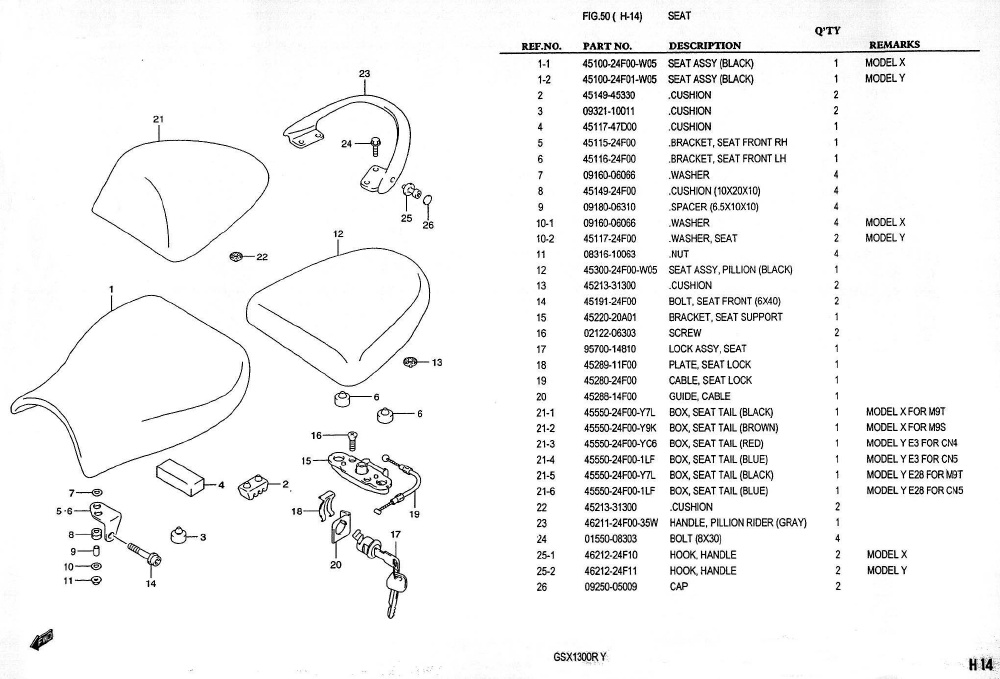 FIG.50 ( H-14) SEAT
Q'TY
REF.NO. PART NO. DESCRIPTION REMARKS
1-1 45100-24F00-W05 SEAT ASSY (BLACK) 1 MODEL X
1-2 45100-24F01-W05 SEAT ASSY (BLACK) 1 MODEL Y
2 45149-45330 .CUSHION 2
3 09321-10011 .CUSHION 2
4 45117-47D00 .CUSHION 1
5 45115-24F00 .BRACKET, SEAT FRONT RH 1
6 45116-24F00 .BRACKET, SEAT FRONT LH 1
7 09160-06066 .WASHER 4
8 45149-24F00 .CUSHION (10X20X10) 4
9 09180-06310 .SPACER (6.5X10X10) 4
10-1 09160-06066 .WASHER 4 MODEL X
10-2 45117-24F00 .WASHER, SEAT 2 MODEL Y
11 08316-10063 .NUT 4
12 45300-24F00-W05 SEAT ASSY, PILLION (BLACK) 1
13 45213-31300 .CUSHION 2
14 45191-24F00 BOLT, SEAT FRONT (6X40) 2
15 45220-20A01 BRACKET, SEAT SUPPORT 1
16 02122-06303 SCREW 2
17 95700-14810 LOCK ASSY, SEAT 1
18 45289-11F00 PLATE, SEAT LOCK 1
19 45280-24F00 CABLE, SEAT LOCK 1
20 45288-14F00 GUIDE, CABLE 1
21-1 45550-24F00-Y7L BOX, SEAT TAIL (BLACK) 1 MODEL X FOR M9T
21-2 45550-24F00-Y9K BOX, SEAT TAIL (BROWN) 1 MODEL X FOR M9S
21-3 45550-24F00-YC6 BOX, SEAT TAIL (RED) 1 MODEL Y E3 FOR CN4
21-4 45550-24F00-1LF BOX, SEAT TAIL (BLUE) 1 MODEL Y E3 FOR CN5
21-5 45550-24F00-Y7L BOX, SEAT TAIL (BLACK) 1 MODEL Y E28 FOR M9T
21-6 45550-24F00-1LF BOX, SEAT TAIL (BLUE) 1 MODEL Y E28 FOR CN5
22 45213-31300 .CUSHION 2
23 46211-24F00-35W HANDLE, PILLION RIDER (GRAY) 1
24 01550-08303 BOLT (8X30) 4
25-1 46212-24F10 HOOK, HANDLE 2 MODEL X
25-2 46212-24F11 HOOK, HANDLE 2 MODEL Y
26 09250-05009 CAP 2
23
21
24
25
26
22
12
1
13
6
6
16
15
4
2
7
5·6
18
19
8
3
17
9
20
10
14
11
FWD
GSX1300R Y
H 14